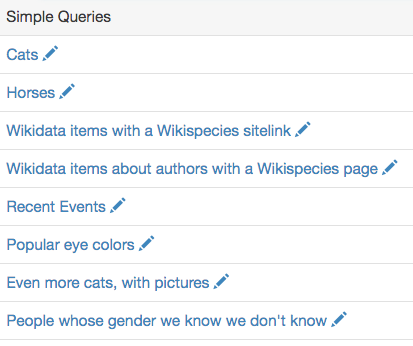 Simple Queries
Cats
Horses
Wikidata items with a Wikispecies sitelink
Wikidata items about authors with a Wikispecies page
Recent Events
Popular eye colors
Even more cats, with pictures
People whose gender we know we don't know